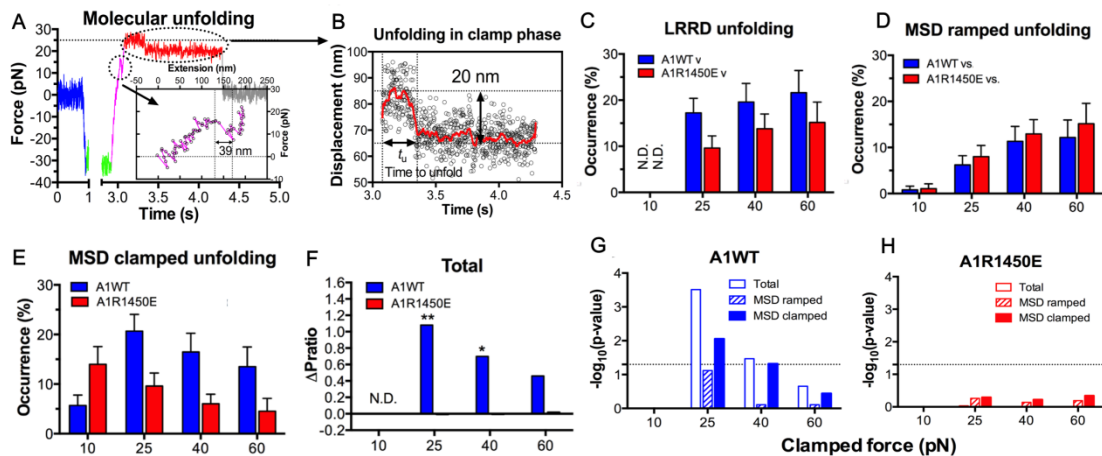 A
Molecular unfolding
Force (pN)
40
30
20
10
0
-10
-20
-30
-40
0
1
3.0
3.5
4.0
4.5
5.0
Time (s)
Extension (nm)
50
0
50
100
150
200
250
30
20
10
0
-10
Force (pN)
39 nm
B
Unfolding in clamp phase
Displacement (nm)
100
90
80
70
60
50
20 nm
tu
Time to unfold
3.0
3.5
4.0
4.5
Time (s)
C
LRRD unfolding
A1WT v
A1R1450E v
Occurrence (%)
30
20
10
0
N.D.
N.D.
10
25
40
60
D
MSD ramped unfolding
A1WT vs.
A1R1450E vs.
Occurrence (%)
30
20
10
0
10
25
40
60
E
MSD clamped unfolding
A1WT
A1R1450E
Occurrence (%)
30
20
10
0
10
25
40
60
F
Total
A1WT
A1R1450E
ΔPratio
1.2
1.0
0.8
0.6
0.4
0.2
0.0
-0.2
N.D.
**
*
10
25
40
60
G
A1WT
Total
MSD ramped
MSD clamped
-log10(p-value)
4
3
2
1
0
10
25
40
60
H
A1R1450E
Total
MSD ramped
MSD clamped
-log10(p-value)
4
3
2
1
0
10
25
40
60
Clamped force (pN)